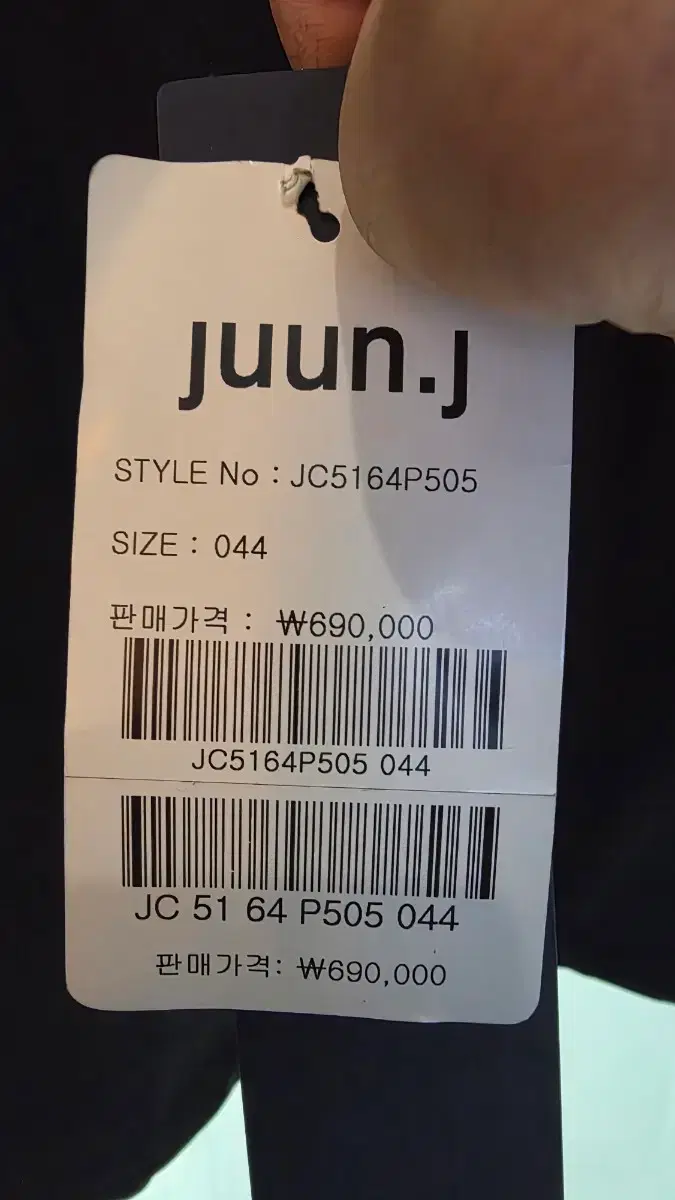 juun.j
STYLE No : JC5164P505
SIZE : 044
판매가격 : ₩690,000
JC5164P505 044
JC 51 64 P505 044
판매가격: ₩690,000